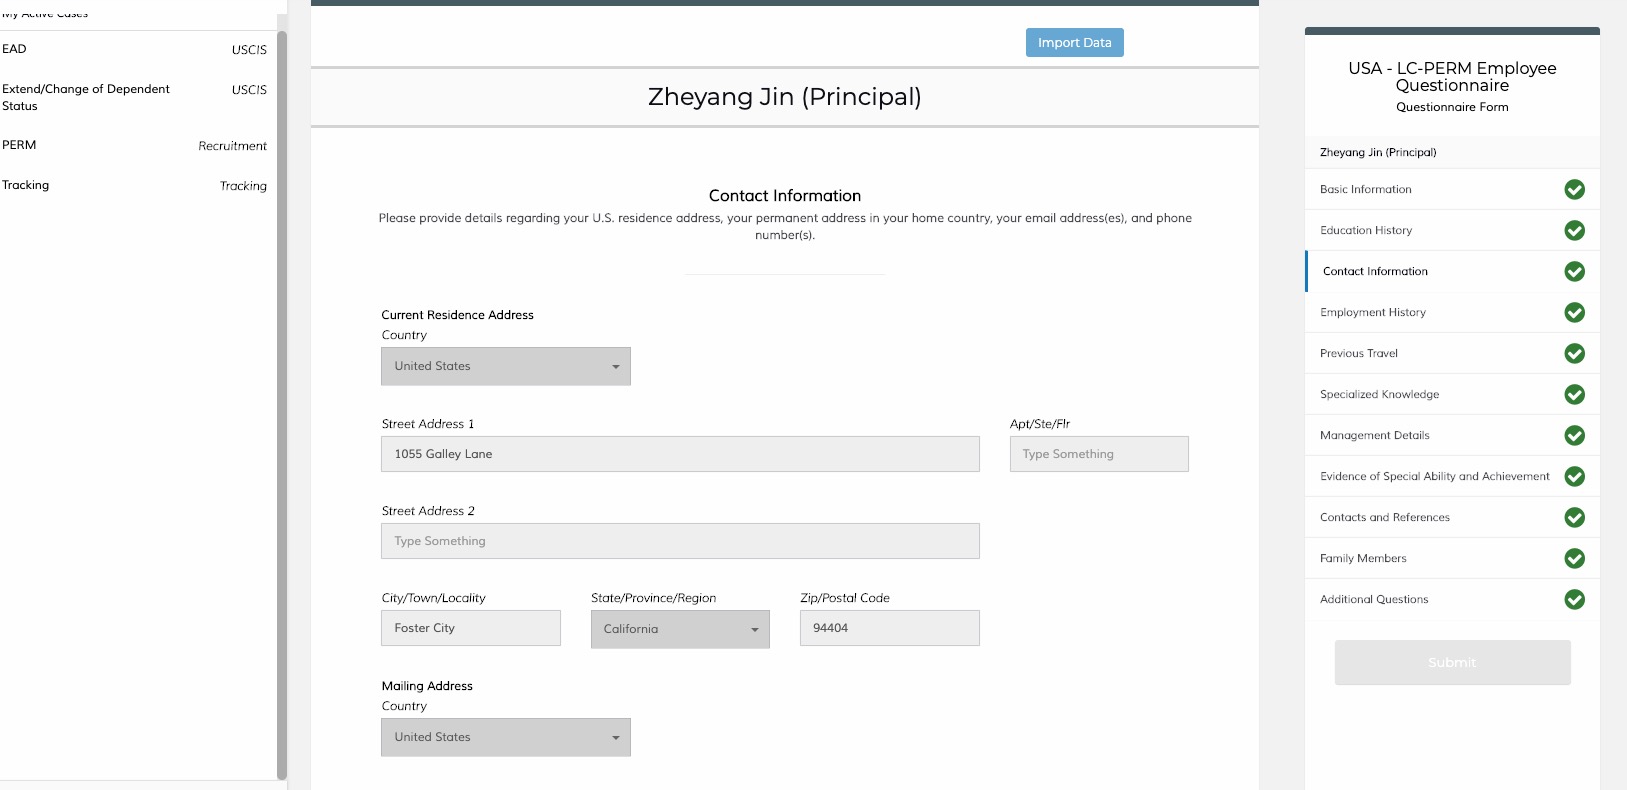 My Active Cases
EAD USCIS
Extend/Change of Dependent USCIS
Status
PERM Recruitment
Tracking Tracking
Import Data
Zheyang Jin (Principal)
Contact Information
Please provide details regarding your U.S. residence address, your permanent address in your home country, your email address(es), and phone
number(s).
Current Residence Address
Country
United States
Street Address 1 Apt/Ste/Flr
1055 Galley Lane Type Something
Street Address 2
Type Something
City/Town/Locality State/Province/Region Zip/Postal Code
Foster City California 94404
Mailing Address
Country
United States
USA - LC-PERM Employee
Questionnaire
Questionnaire Form
Zheyang Jin (Principal)
Basic Information
Education History
Contact Information
Employment History
Previous Travel
Specialized Knowledge
Management Details
Evidence of Special Ability and Achievement
Contacts and References
Family Members
Additional Questions
Submit